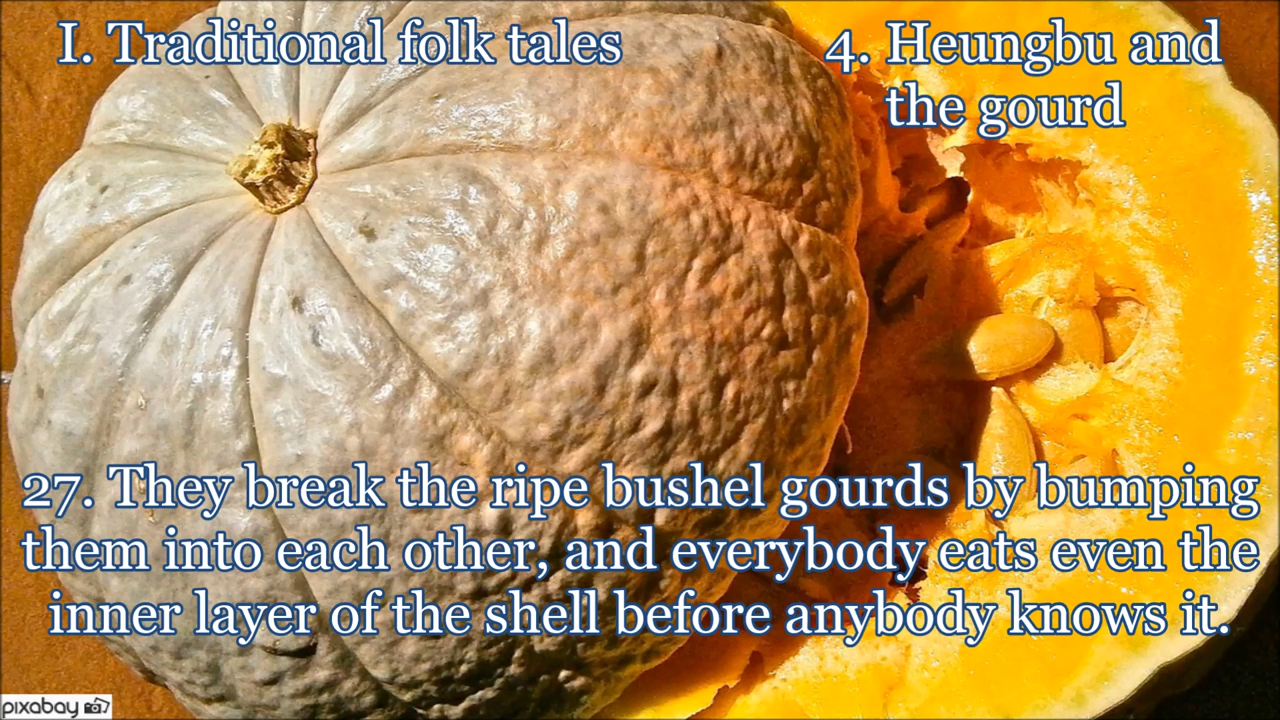 I. Traditional folk tales
4. Heungbu and
the gourd
27. They break the ripe bushel gourds by bumping
them into each other, and everybody eats even the
inner layer of the shell before anybody knows it.
pixabay